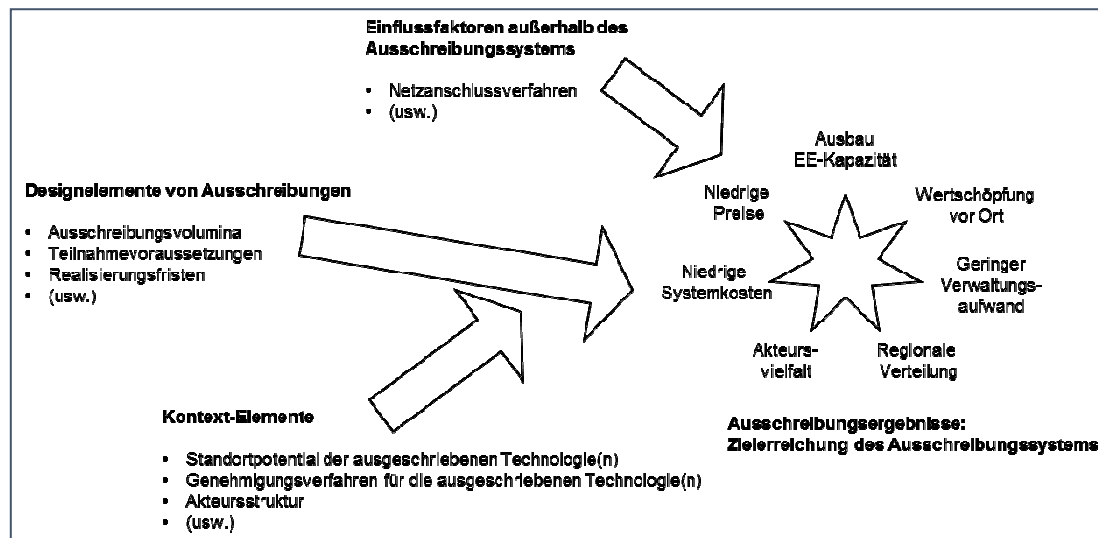 Einflussfaktoren außerhalb des
Ausschreibungssystems
• Netzanschlussverfahren
• (usw.)
Designelemente von Ausschreibungen
• Ausschreibungsvolumina
• Teilnahmevoraussetzungen
• Realisierungsfristen
• (usw.)
Kontext-Elemente
• Standortpotential der ausgeschriebenen Technologie(n)
• Genehmigungsverfahren für die ausgeschriebenen Technologie(n)
• Akteursstruktur
• (usw.)
Ausbau
EE-Kapazität
Niedrige
Preise
Wertschöpfung
vor Ort
Niedrige
Systemkosten
Geringer
Verwaltungs-
aufwand
Akteurs-
vielfalt
Regionale
Verteilung
Ausschreibungsergebnisse:
Zielerreichung des Ausschreibungssystems